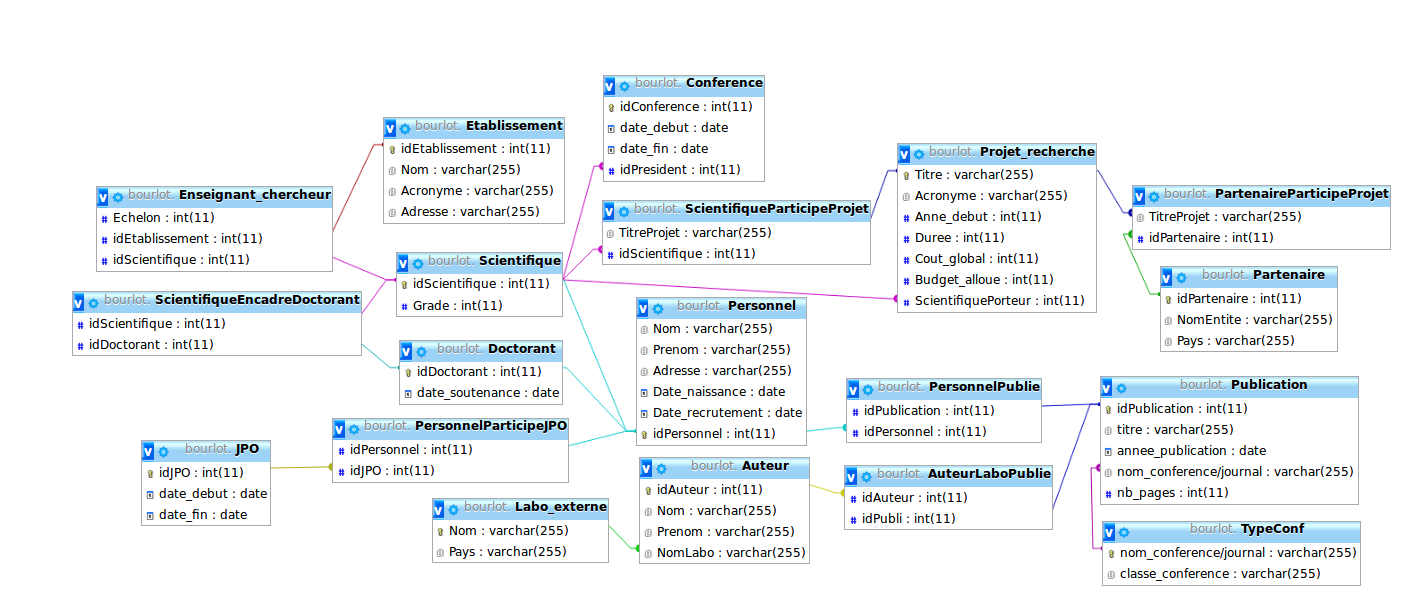 bourlot. Conference
idConference : int(11)
date_debut : date
date_fin : date
idPresident : int(11)
bourlot. Etablissement
idEtablissement : int(11)
Nom : varchar(255)
Acronyme : varchar(255)
Adresse : varchar(255)
bourlot. Projet_recherche
Titre : varchar(255)
Acronyme : varchar(255)
Anne_debut : int(11)
Duree : int(11)
Cout_global : int(11)
Budget_alloue : int(11)
ScientifiquePorteur : int(11)
bourlot. Enseignant_chercheur
Echelon : int(11)
idEtablissement : int(11)
idScientifique : int(11)
bourlot. ScientifiqueParticipeProjet
TitreProjet : varchar(255)
idScientifique : int(11)
bourlot. PartenaireParticipeProjet
TitreProjet : varchar(255)
idPartenaire : int(11)
bourlot. Scientifique
idScientifique : int(11)
Grade : int(11)
bourlot. Partenaire
idPartenaire : int(11)
NomEntite : varchar(255)
Pays : varchar(255)
bourlot. ScientifiqueEncadreDoctorant
idScientifique : int(11)
idDoctorant : int(11)
bourlot. Personnel
Nom : varchar(255)
Prenom : varchar(255)
Adresse : varchar(255)
Date_naissance : date
Date_recrutement : date
idPersonnel : int(11)
bourlot. Doctorant
idDoctorant : int(11)
date_soutenance : date
bourlot. PersonnelPublie
idPublication : int(11)
idPersonnel : int(11)
bourlot. Publication
idPublication : int(11)
titre : varchar(255)
annee_publication : date
nom_conference/journal : varchar(255)
nb_pages : int(11)
bourlot. PersonnelParticipeJPO
idPersonnel : int(11)
idJPO : int(11)
bourlot. JPO
idJPO : int(11)
date_debut : date
date_fin : date
bourlot. Auteur
idAuteur : int(11)
Nom : varchar(255)
Prenom : varchar(255)
NomLabo : varchar(255)
bourlot. AuteurLaboPublie
idAuteur : int(11)
idPubli : int(11)
bourlot. Labo_externe
Nom : varchar(255)
Pays : varchar(255)
bourlot. TypeConf
nom_conference/journal : varchar(255)
classe_conference : varchar(255)